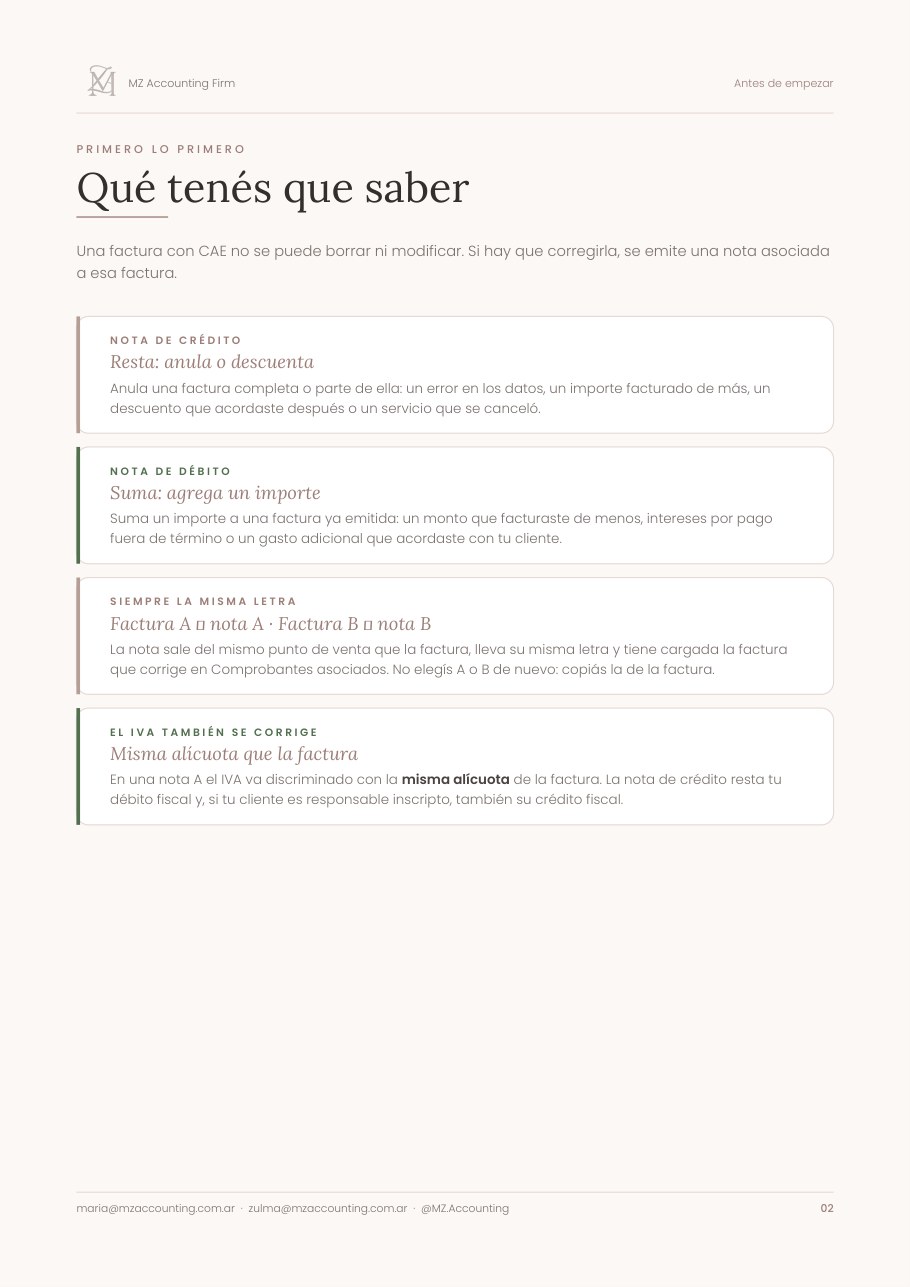 MZ Accounting Firm
Antes de empezar
PRIMERO LO PRIMERO
Qué tenés que saber
Una factura con CAE no se puede borrar ni modificar. Si hay que corregirla, se emite una nota asociada
a esa factura.
NOTA DE CRÉDITO
Resta: anula o descuenta
Anula una factura completa o parte de ella: un error en los datos, un importe facturado de más, un
descuento que acordaste después o un servicio que se canceló.
NOTA DE DÉBITO
Suma: agrega un importe
Suma un importe a una factura ya emitida: un monto que facturaste de menos, intereses por pago
fuera de término o un gasto adicional que acordaste con tu cliente.
SIEMPRE LA MISMA LETRA
Factura A □ nota A · Factura B □ nota B
La nota sale del mismo punto de venta que la factura, lleva su misma letra y tiene cargada la factura
que corrige en Comprobantes asociados. No elegís A o B de nuevo: copiás la de la factura.
EL IVA TAMBIÉN SE CORRIGE
Misma alícuota que la factura
En una nota A el IVA va discriminado con la misma alícuota de la factura. La nota de crédito resta tu
débito fiscal y, si tu cliente es responsable inscripto, también su crédito fiscal.
maria@mzaccounting.com.ar · zulma@mzaccounting.com.ar · @MZ.Accounting
02